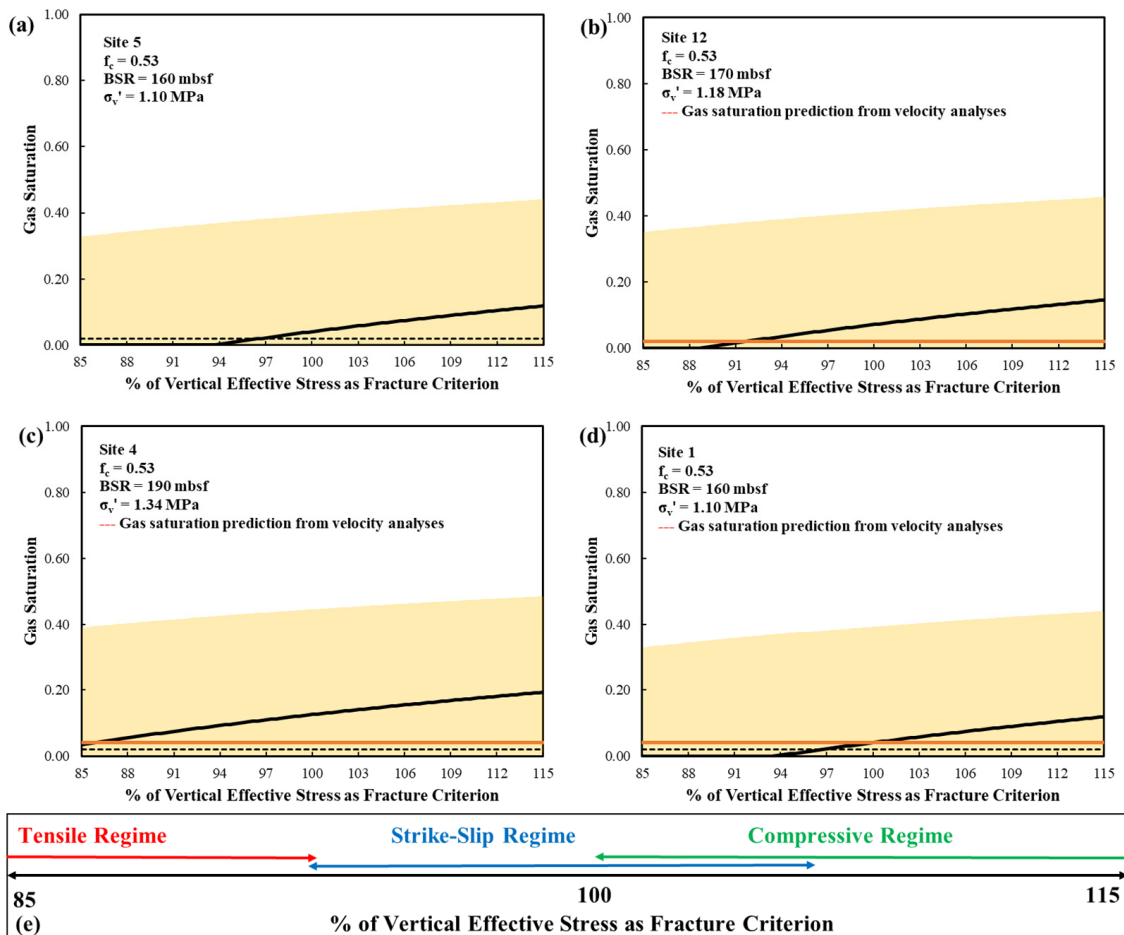 (a)
1.00
0.80
0.60
0.40
0.20
0.00
Gas Saturation
Site 5
f_c = 0.53
BSR = 160 mbsf
σ_v' = 1.10 MPa
85 88 91 94 97 100 103 106 109 112 115
% of Vertical Effective Stress as Fracture Criterion
(b)
1.00
0.80
0.60
0.40
0.20
0.00
Gas Saturation
Site 12
f_c = 0.53
BSR = 170 mbsf
σ_v' = 1.18 MPa
--- Gas saturation prediction from velocity analyses
85 88 91 94 97 100 103 106 109 112 115
% of Vertical Effective Stress as Fracture Criterion
(c)
1.00
0.80
0.60
0.40
0.20
0.00
Gas Saturation
Site 4
f_c = 0.53
BSR = 190 mbsf
σ_v' = 1.34 MPa
--- Gas saturation prediction from velocity analyses
85 88 91 94 97 100 103 106 109 112 115
% of Vertical Effective Stress as Fracture Criterion
(d)
1.00
0.80
0.60
0.40
0.20
0.00
Gas Saturation
Site 1
f_c = 0.53
BSR = 160 mbsf
σ_v' = 1.10 MPa
--- Gas saturation prediction from velocity analyses
85 88 91 94 97 100 103 106 109 112 115
% of Vertical Effective Stress as Fracture Criterion
Tensile Regime Strike-Slip Regime Compressive Regime
85 100 115
(e) % of Vertical Effective Stress as Fracture Criterion